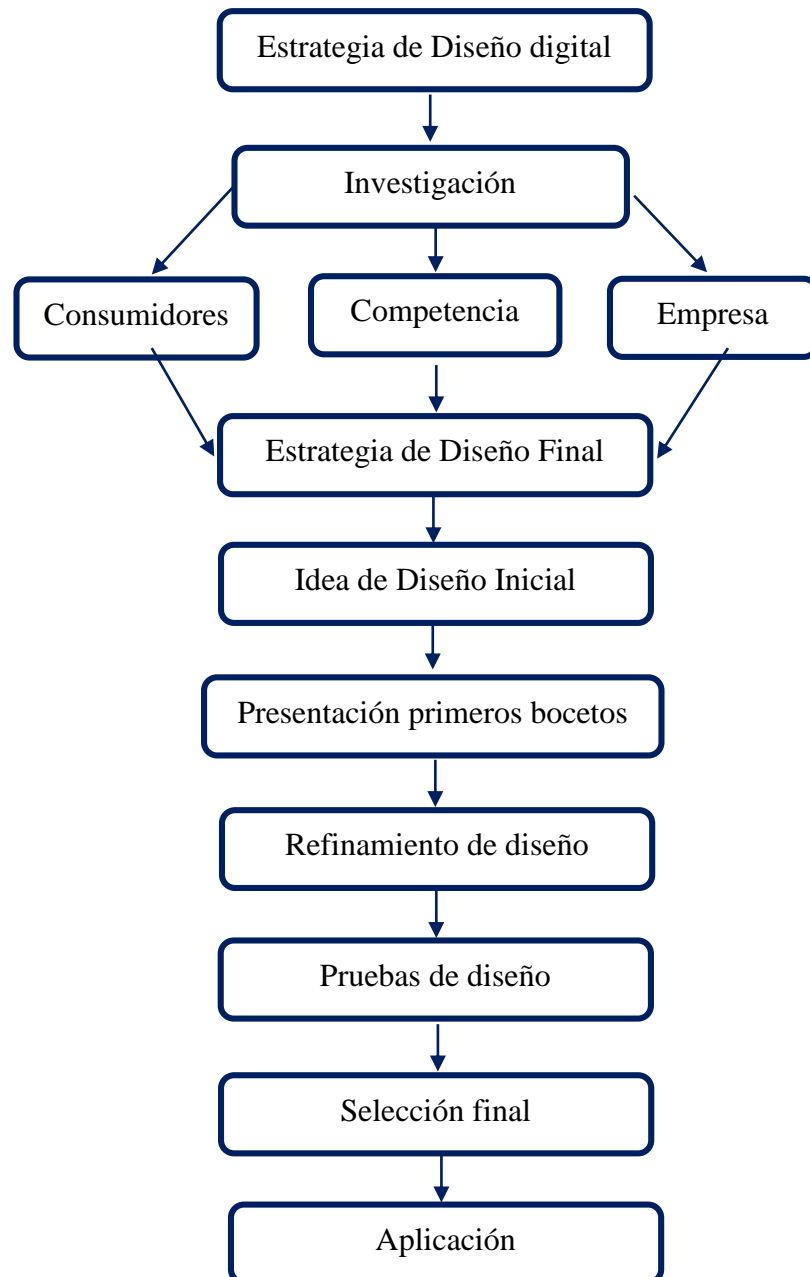 Estrategia de Diseño digital
Investigación
Consumidores
Competencia
Empresa
Estrategia de Diseño Final
Idea de Diseño Inicial
Presentación primeros bocetos
Refinamiento de diseño
Pruebas de diseño
Selección final
Aplicación